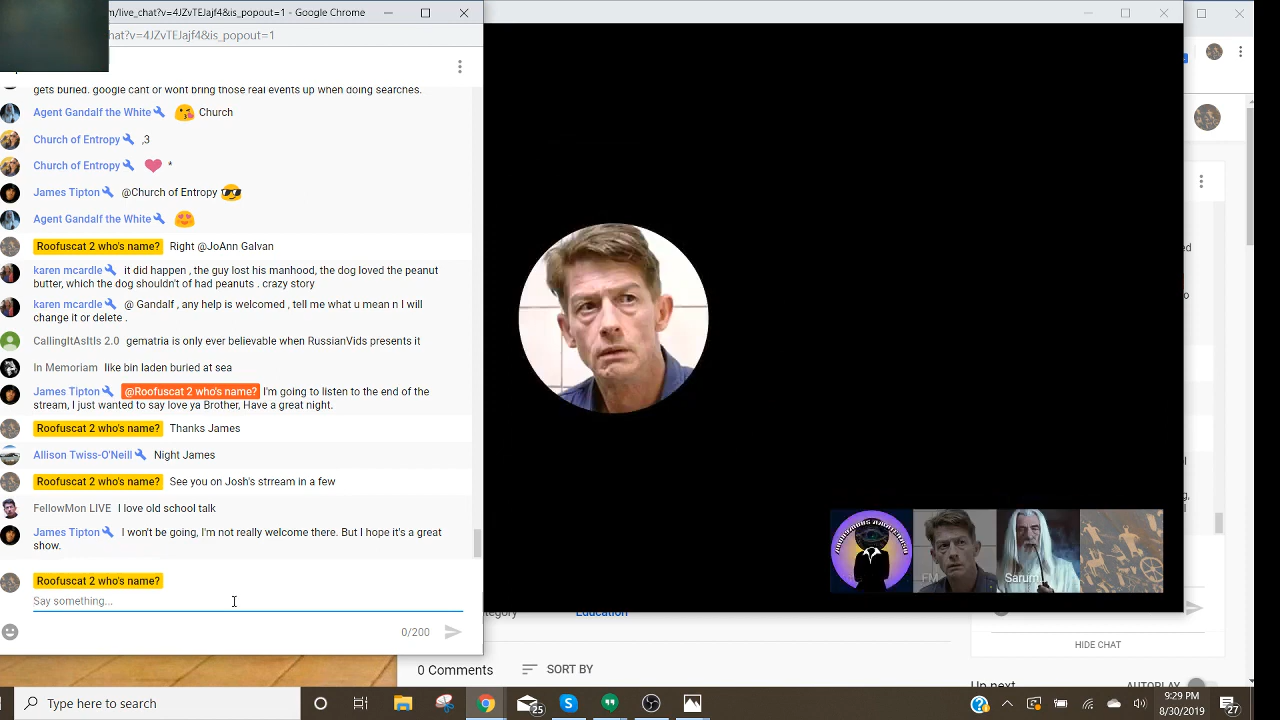 m/live_chat?v=4JZvTEJajf4&is_popout=1 - Google Chrome
hat?v=4JZvTEJajf4&is_popout=1
gets buried. google cant or wont bring those real events up when doing searches.
Agent Gandalf the White 😘 Church
Church of Entropy ,3
Church of Entropy ❤ *
James Tipton @Church of Entropy 😎
Agent Gandalf the White 😍
Roofuscat 2 who's name? Right @JoAnn Galvan
karen mcardle it did happen , the guy lost his manhood, the dog loved the peanut
butter, which the dog shouldn't of had peanuts . crazy story
karen mcardle @ Gandalf , any help is welcomed , tell me what u mean n I will
change it or delete .
CallingItAsItIs 2.0 gematria is only ever believable when RussianVids presents it
In Memoriam like bin laden buried at sea
James Tipton @Roofuscat 2 who's name? I'm going to listen to the end of the
stream, I just wanted to say love ya Brother, Have a great night.
Roofuscat 2 who's name? Thanks James
Allison Twiss-O'Neill Night James
Roofuscat 2 who's name? See you on Josh's strream in a few
FellowMon LIVE I love old school talk
James Tipton I won't be going, I'm not really welcome there. But I hope it's a great
show.
Roofuscat 2 who's name?
Say something...
0/200
FM
Sarum...
tegory
Education
HIDE CHAT
0 Comments
SORT BY
Up next
AUTOPLAY
Type here to search
25
9:29 PM
8/30/2019
27